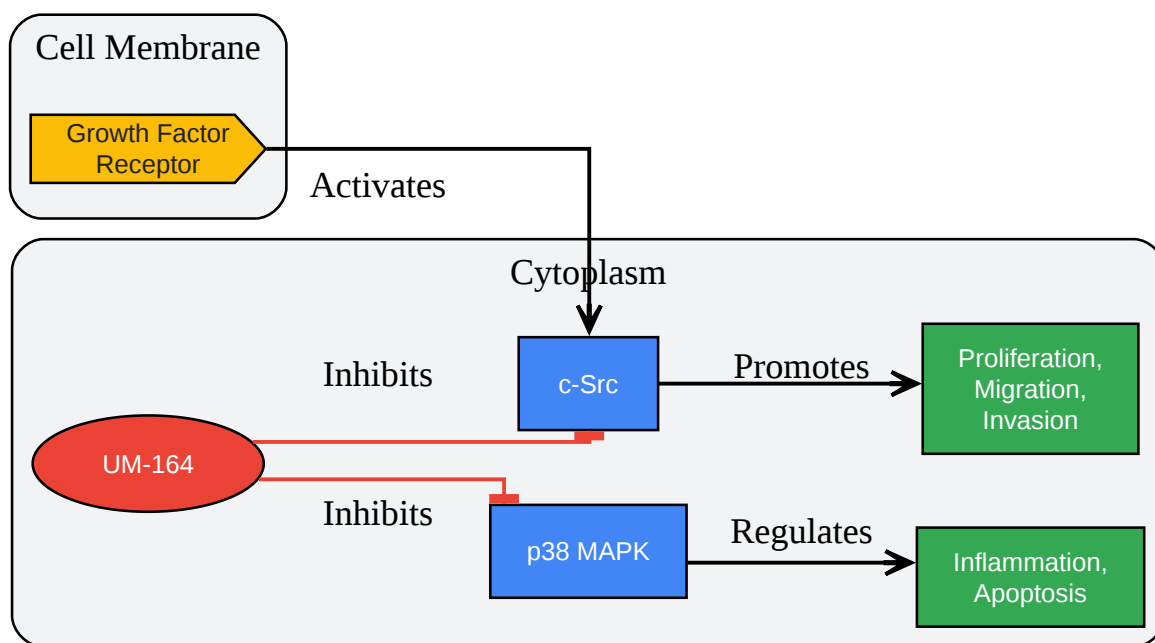 Cell Membrane
Growth Factor
Receptor
Activates
Cytoplasm
Inhibits
c-Src
Promotes
Proliferation,
Migration,
Invasion
UM-164
Inhibits
p38 MAPK
Regulates
Inflammation,
Apoptosis